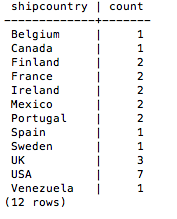 shipcountry | count
-------------+-------
Belgium | 1
Canada | 1
Finland | 2
France | 2
Ireland | 2
Mexico | 2
Portugal | 2
Spain | 1
Sweden | 1
UK | 3
USA | 7
Venezuela | 1
(12 rows)